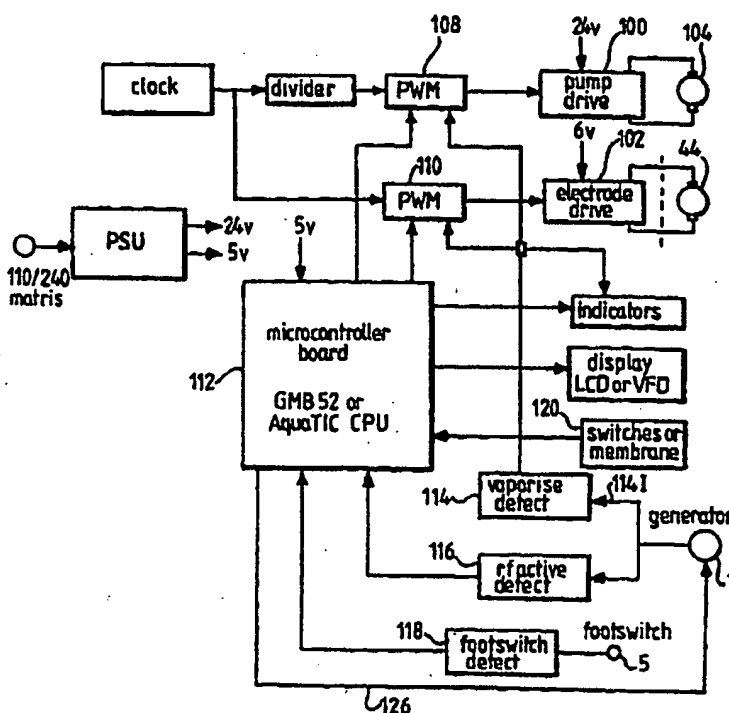 108
24v
100
104
clock
divider
PWM
pump
drive
6v
102
44
110
PWM
electrode
drive
PSU
24v
5v
5v
110/240
matris
indicators
microcontroller
board
112
display
LCD or VFD
GMB 52 or
AquaTIC CPU
120
switches or
membrane
114
vaporise
detect
114 I
generator
116
rf active
detect
118
footswitch
detect
footswitch
5
126